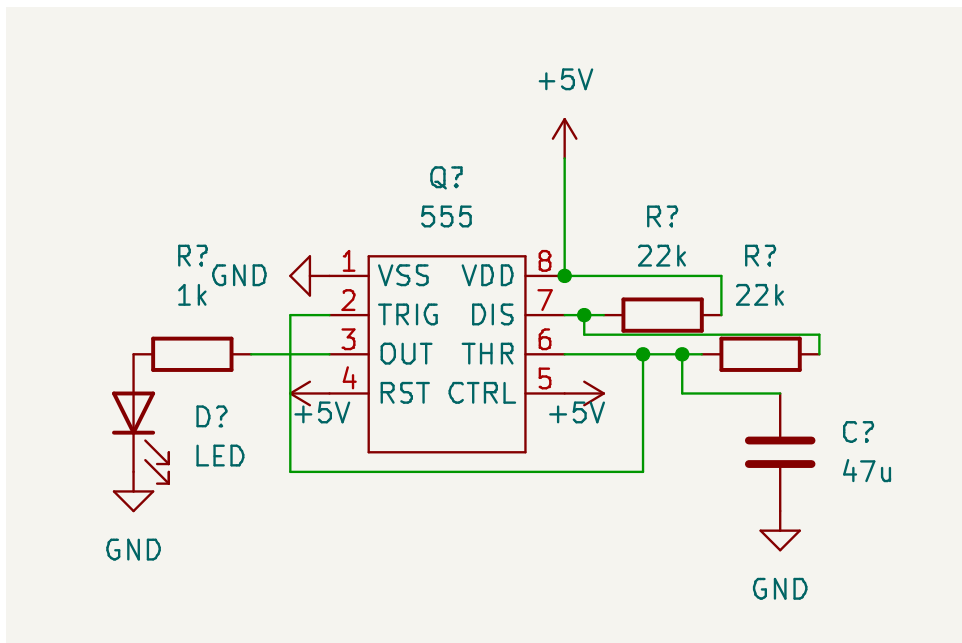 +5V
Q?
555
R?
22k
R?
22k
R?
1k
GND
1
VSS
VDD
8
2
TRIG
DIS
7
3
OUT
THR
6
4
RST
CTRL
5
+5V
+5V
D?
LED
C?
47u
GND
GND